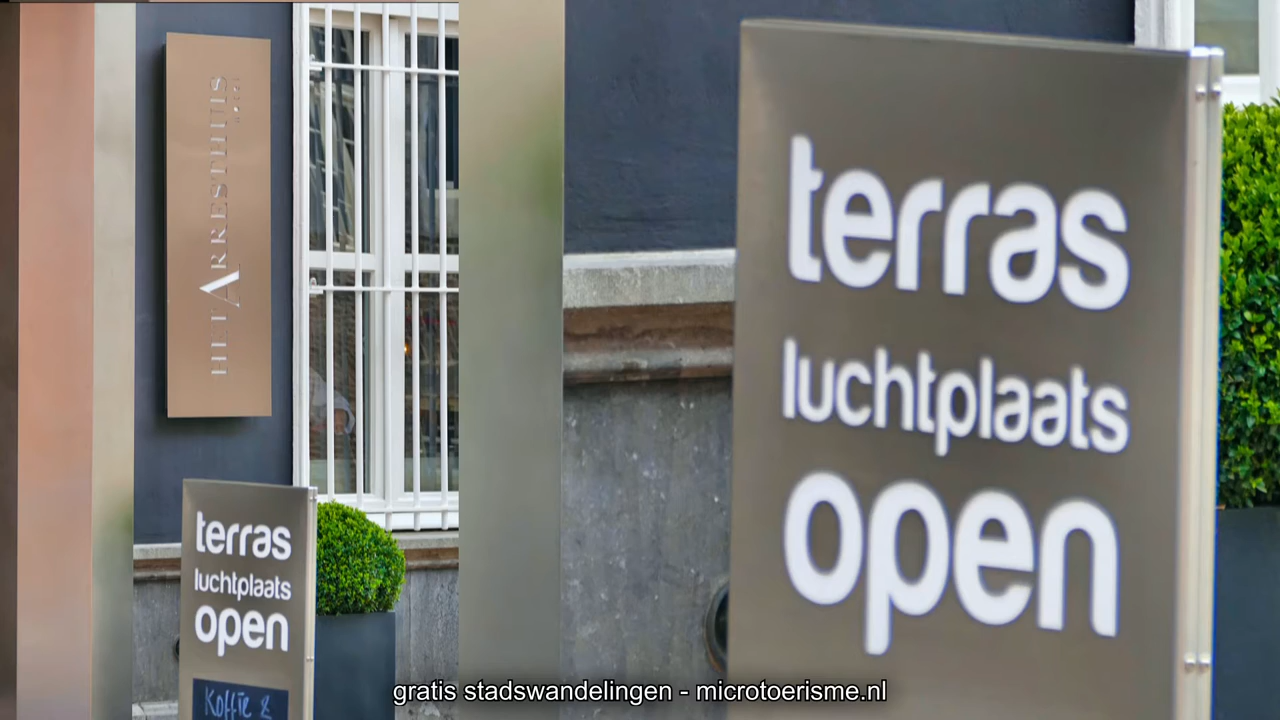 HET ARRESTHUIS
terras
luchtplaats
open
Koffie &
terras
luchtplaats
open
gratis stadswandelingen - microtoerisme.nl